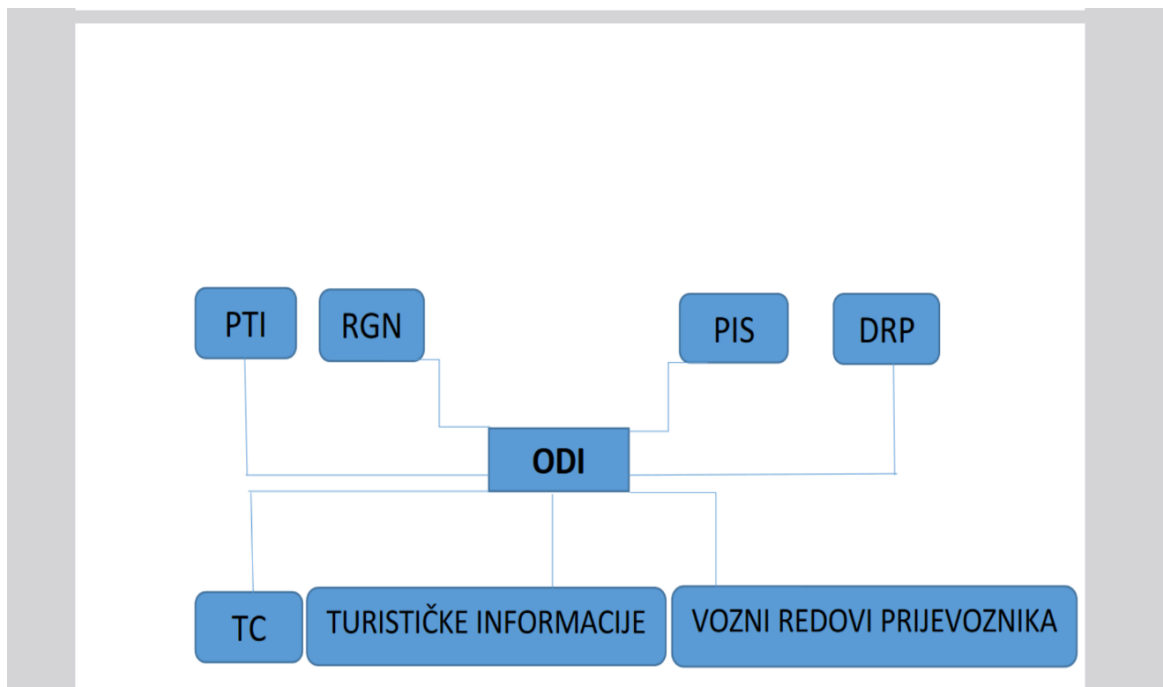 PTI
RGN
PIS
DRP
ODI
TC
TURISTIČKE INFORMACIJE
VOZNI REDOVI PRIJEVOZNIKA